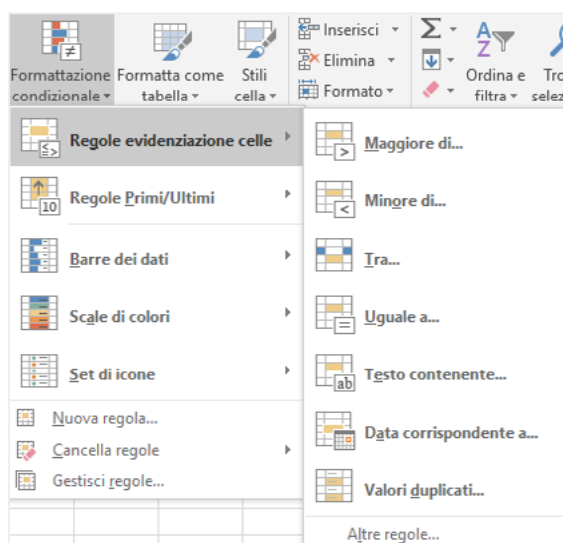 Formattazione condizionale
Formatta come tabella
Stili cella
Inserisci
Elimina
Formato
Σ
A
Z
Ordina e filtra
Regole evidenziazione celle
Maggiore di...
Regole Primi/Ultimi
10
Minore di...
Barre dei dati
Tra...
Scale di colori
Uguale a...
Set di icone
Testo contenente...
ab
Nuova regola...
Cancella regole
Gestisci regole...
Data corrispondente a...
Valori duplicati...
Altre regole...